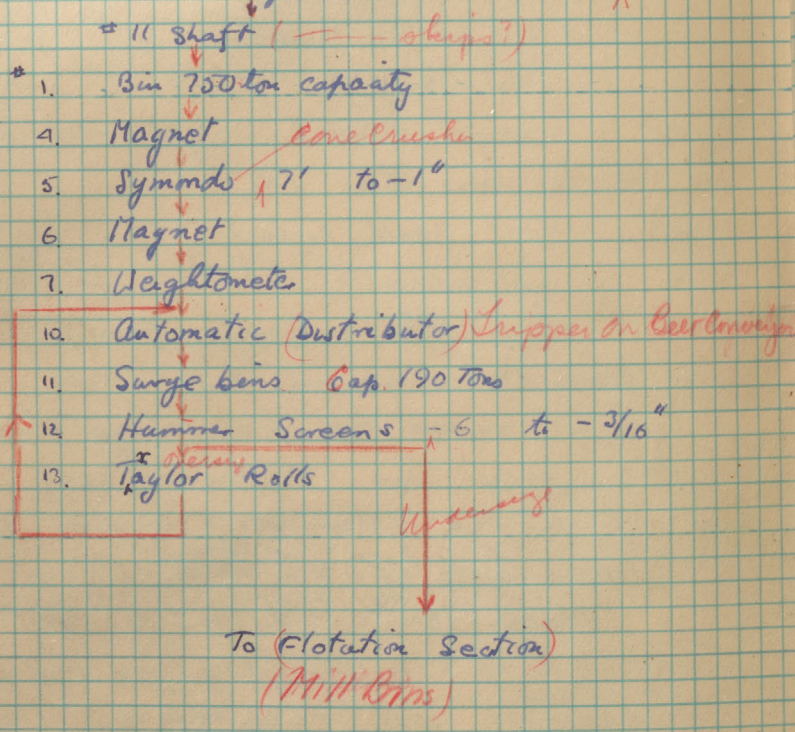 # 11 Shaft ( skips?)
# 1. Bin 750 ton capacity
4. Magnet Cone Crusher
5. Symonds 7' to -1"
6. Magnet
7. Weightometer
10. Automatic (Distributor) Tripper on Beer Conveyor
11. Surge bins Cap. 190 Tons
12. Hummer Screens - 6 to - 3/16"
13. Taylor Rolls
Undersize
To (Flotation Section)
(Mill Bins)